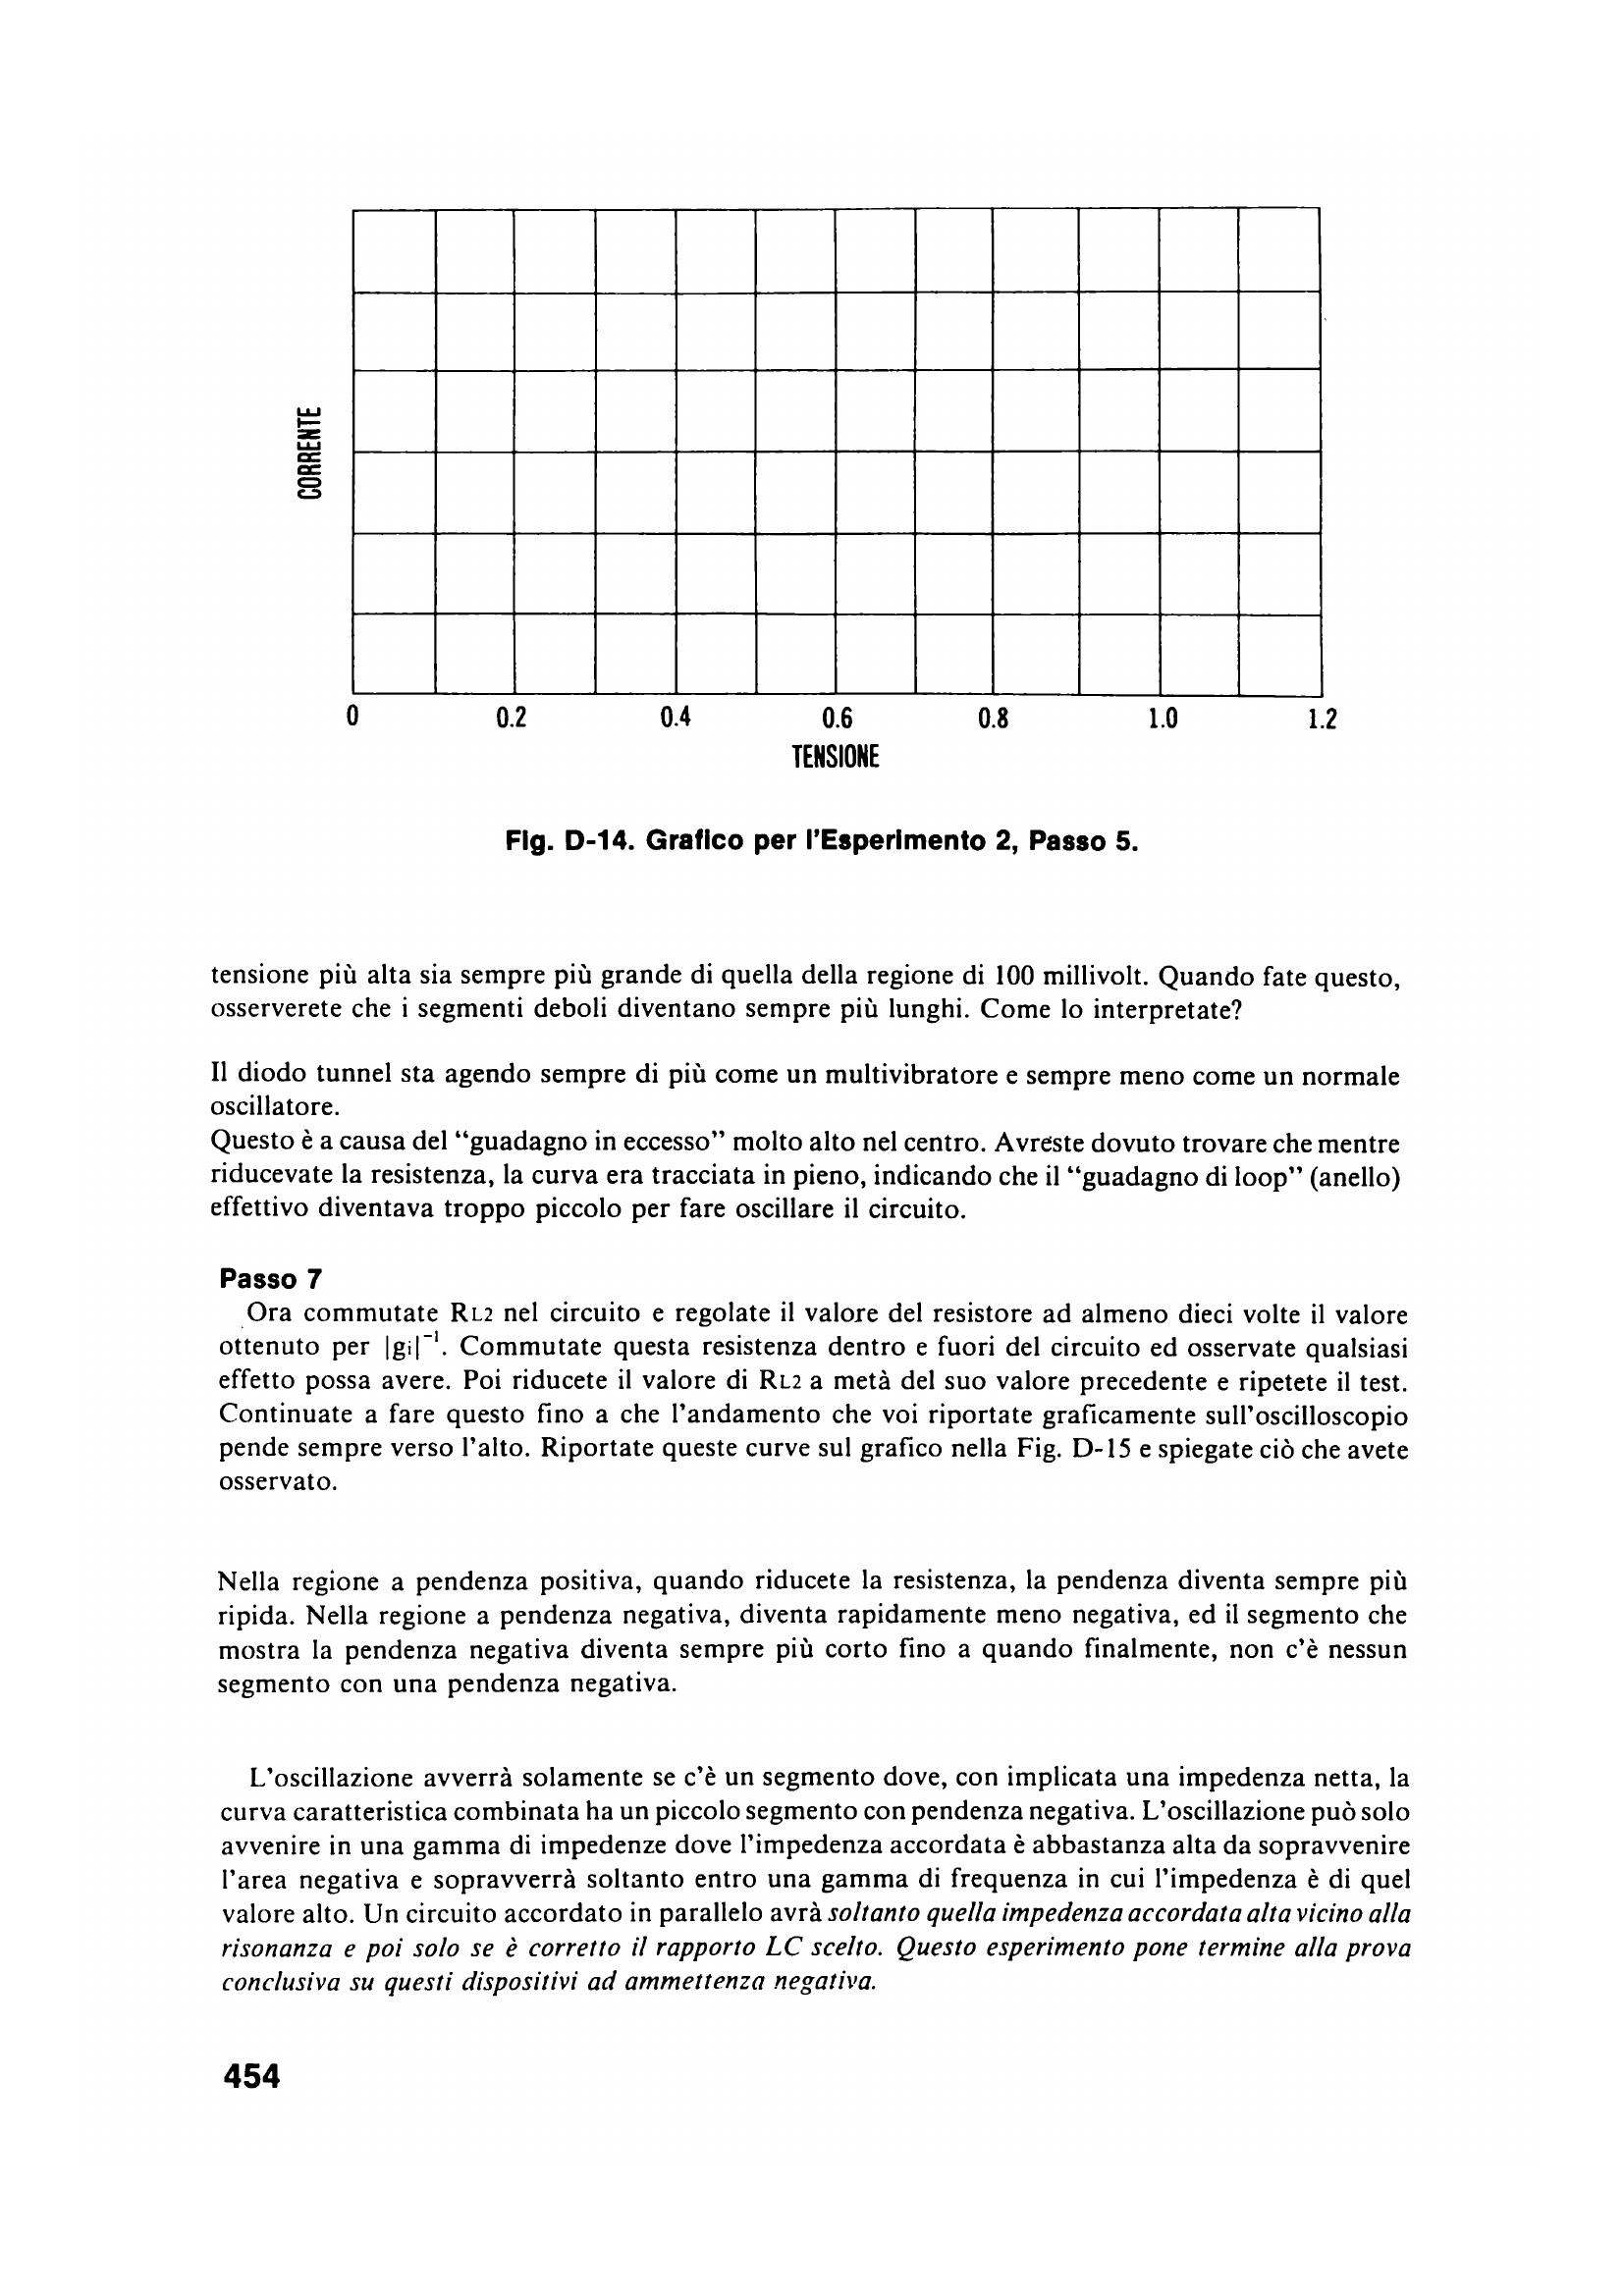 CORRENTE
0 0.2 0.4 0.6 0.8 1.0 1.2
TENSIONE
Fig. D-14. Grafico per l'Esperimento 2, Passo 5.
tensione più alta sia sempre più grande di quella della regione di 100 millivolt. Quando fate questo,
osserverete che i segmenti deboli diventano sempre più lunghi. Come lo interpretate?
Il diodo tunnel sta agendo sempre di più come un multivibratore e sempre meno come un normale
oscillatore.
Questo è a causa del “guadagno in eccesso” molto alto nel centro. Avreste dovuto trovare che mentre
riducevate la resistenza, la curva era tracciata in pieno, indicando che il “guadagno di loop” (anello)
effettivo diventava troppo piccolo per fare oscillare il circuito.
Passo 7
Ora commutate RL2 nel circuito e regolate il valore del resistore ad almeno dieci volte il valore
ottenuto per |gi|⁻¹. Commutate questa resistenza dentro e fuori del circuito ed osservate qualsiasi
effetto possa avere. Poi riducete il valore di RL2 a metà del suo valore precedente e ripetete il test.
Continuate a fare questo fino a che l'andamento che voi riportate graficamente sull'oscilloscopio
pende sempre verso l'alto. Riportate queste curve sul grafico nella Fig. D-15 e spiegate ciò che avete
osservato.
Nella regione a pendenza positiva, quando riducete la resistenza, la pendenza diventa sempre più
ripida. Nella regione a pendenza negativa, diventa rapidamente meno negativa, ed il segmento che
mostra la pendenza negativa diventa sempre più corto fino a quando finalmente, non c'è nessun
segmento con una pendenza negativa.
L'oscillazione avverrà solamente se c'è un segmento dove, con implicata una impedenza netta, la
curva caratteristica combinata ha un piccolo segmento con pendenza negativa. L'oscillazione può solo
avvenire in una gamma di impedenze dove l'impedenza accordata è abbastanza alta da sopravvenire
l'area negativa e sopravverrà soltanto entro una gamma di frequenza in cui l'impedenza è di quel
valore alto. Un circuito accordato in parallelo avrà soltanto quella impedenza accordata alta vicino alla
risonanza e poi solo se è corretto il rapporto LC scelto. Questo esperimento pone termine alla prova
conclusiva su questi dispositivi ad ammettenza negativa.
454